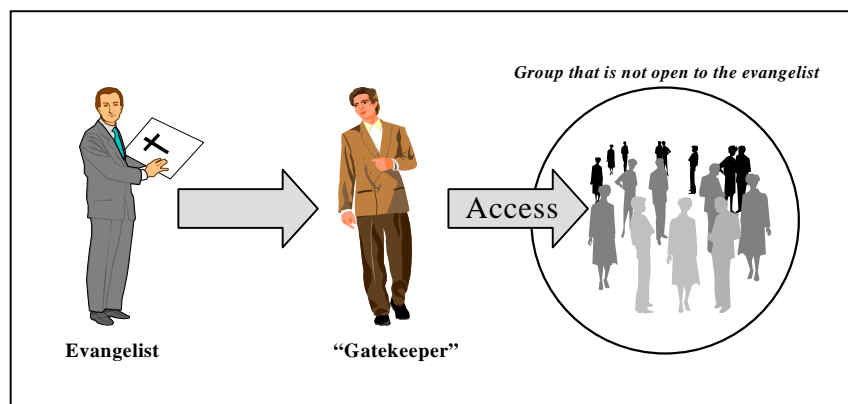 Group that is not open to the evangelist
Access
Evangelist
“Gatekeeper”